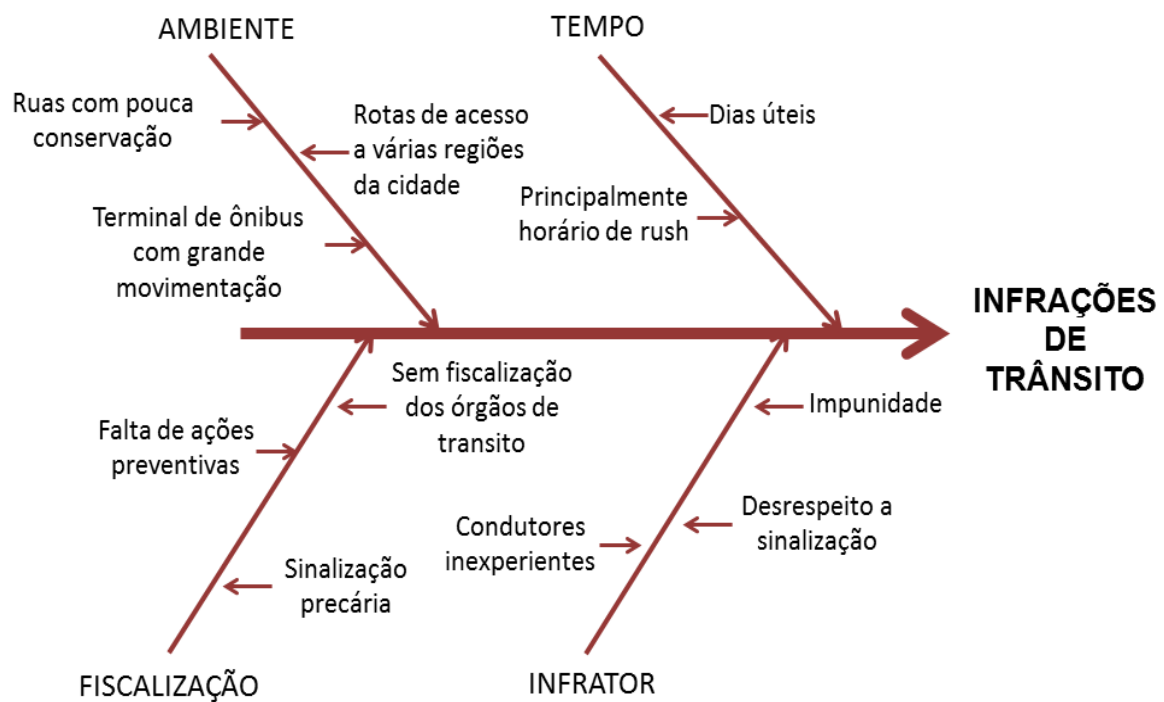 AMBIENTE
TEMPO
Ruas com pouca
conservação
Rotas de acesso
a várias regiões
da cidade
Dias úteis
Terminal de ônibus
com grande
movimentação
Principalmente
horário de rush
INFRAÇÕES
DE
TRÂNSITO
Sem fiscalização
dos órgãos de
transito
Impunidade
Falta de ações
preventivas
Condutores
inexperientes
Desrespeito a
sinalização
Sinalização
precária
FISCALIZAÇÃO
INFRATOR